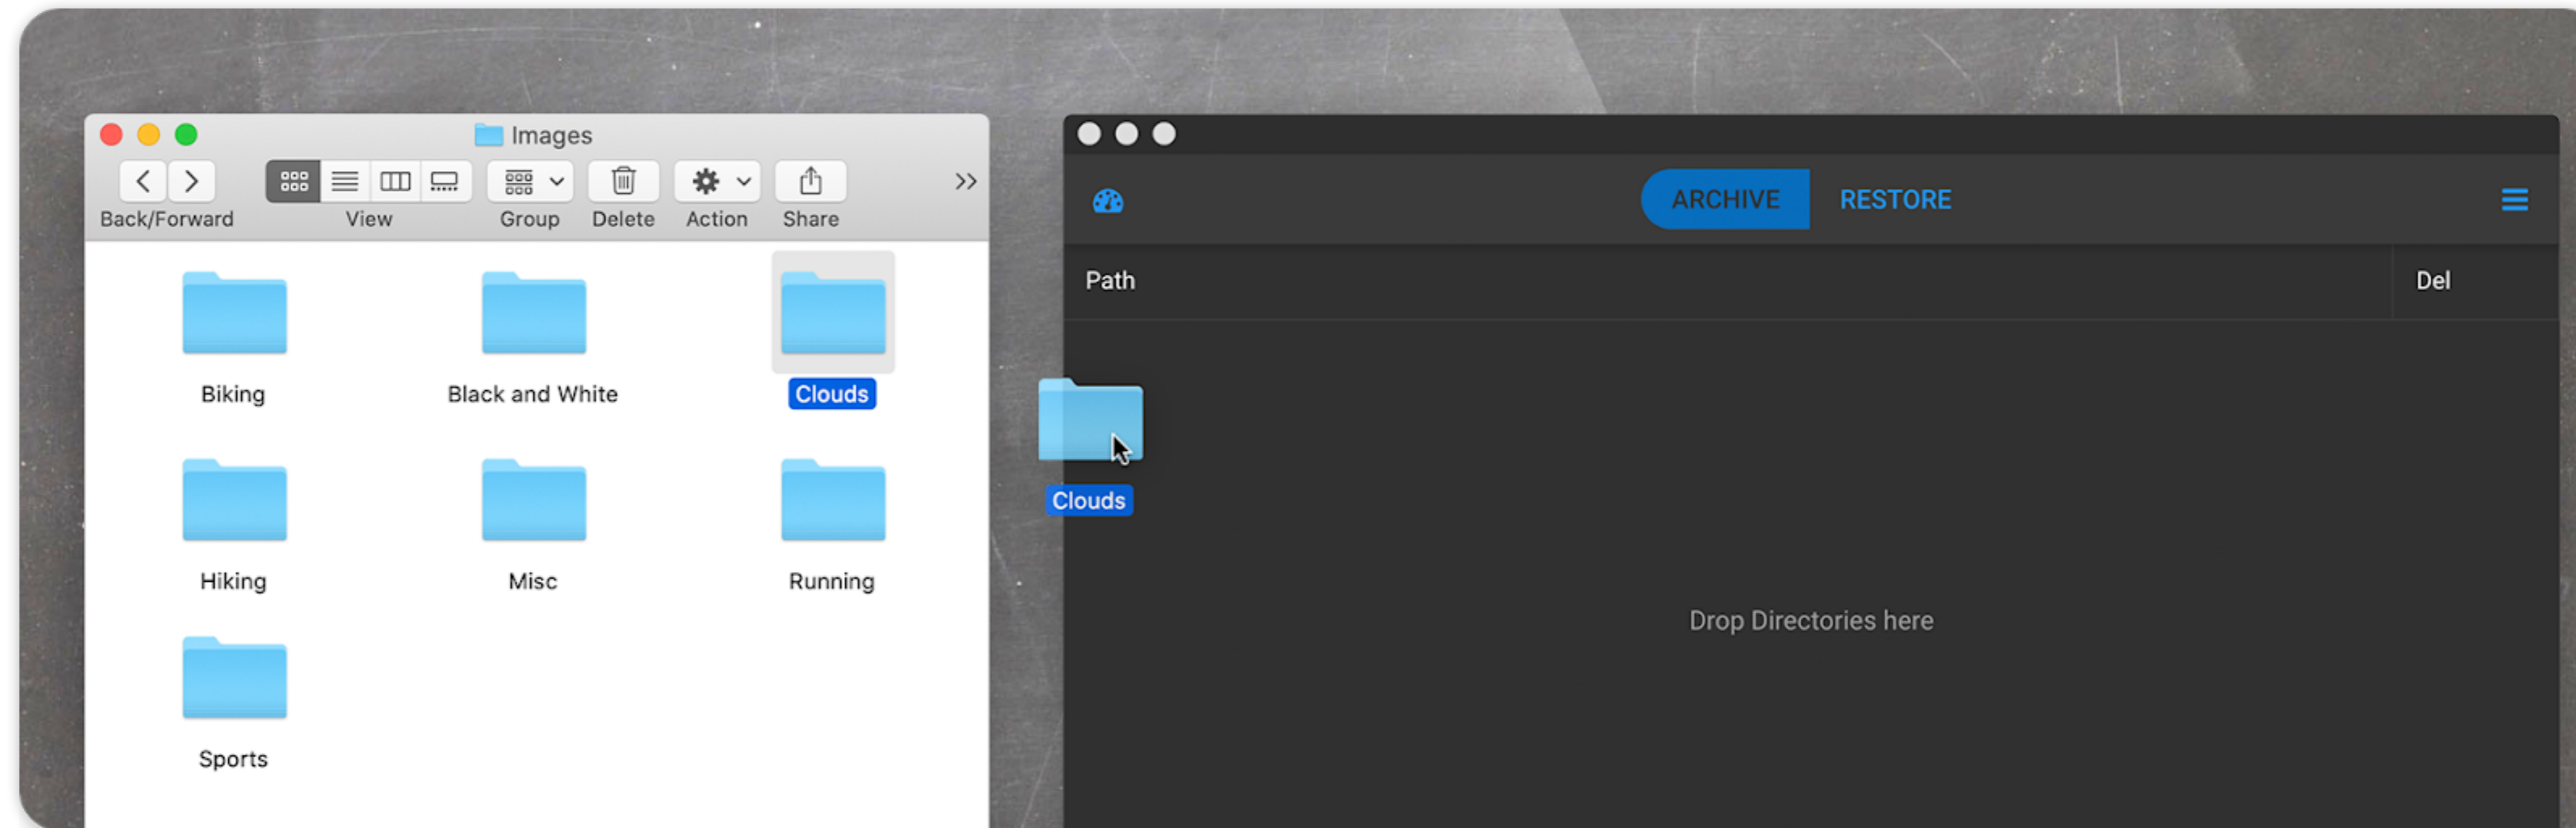 Images
Back/Forward View Group Delete Action Share
Biking Black and White Clouds
Hiking Misc Running
Sports
ARCHIVE RESTORE
Path Del
Clouds
Drop Directories here